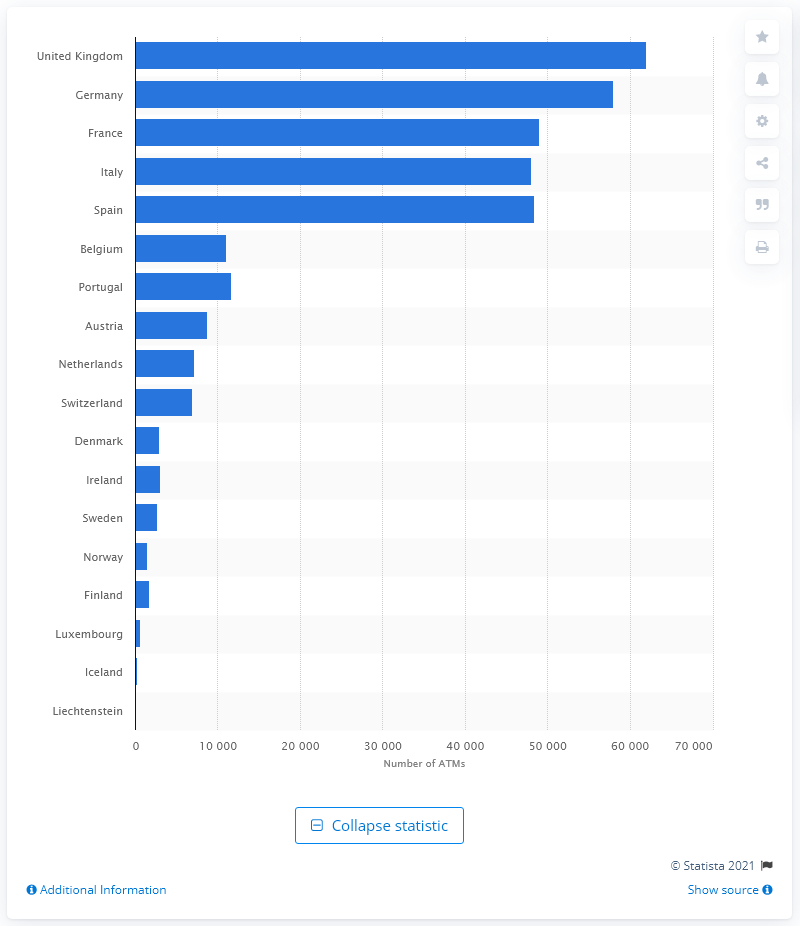 United Kingdom
Germany
France
Italy
Spain
Belgium
Portugal
Austria
Netherlands
Switzerland
Denmark
Ireland
Sweden
Norway
Finland
Luxembourg
Iceland
Liechtenstein
0 10 000 20 000 30 000 40 000 50 000 60 000 70 000
Number of ATMs
Collapse statistic
© Statista 2021
Additional Information
Show source